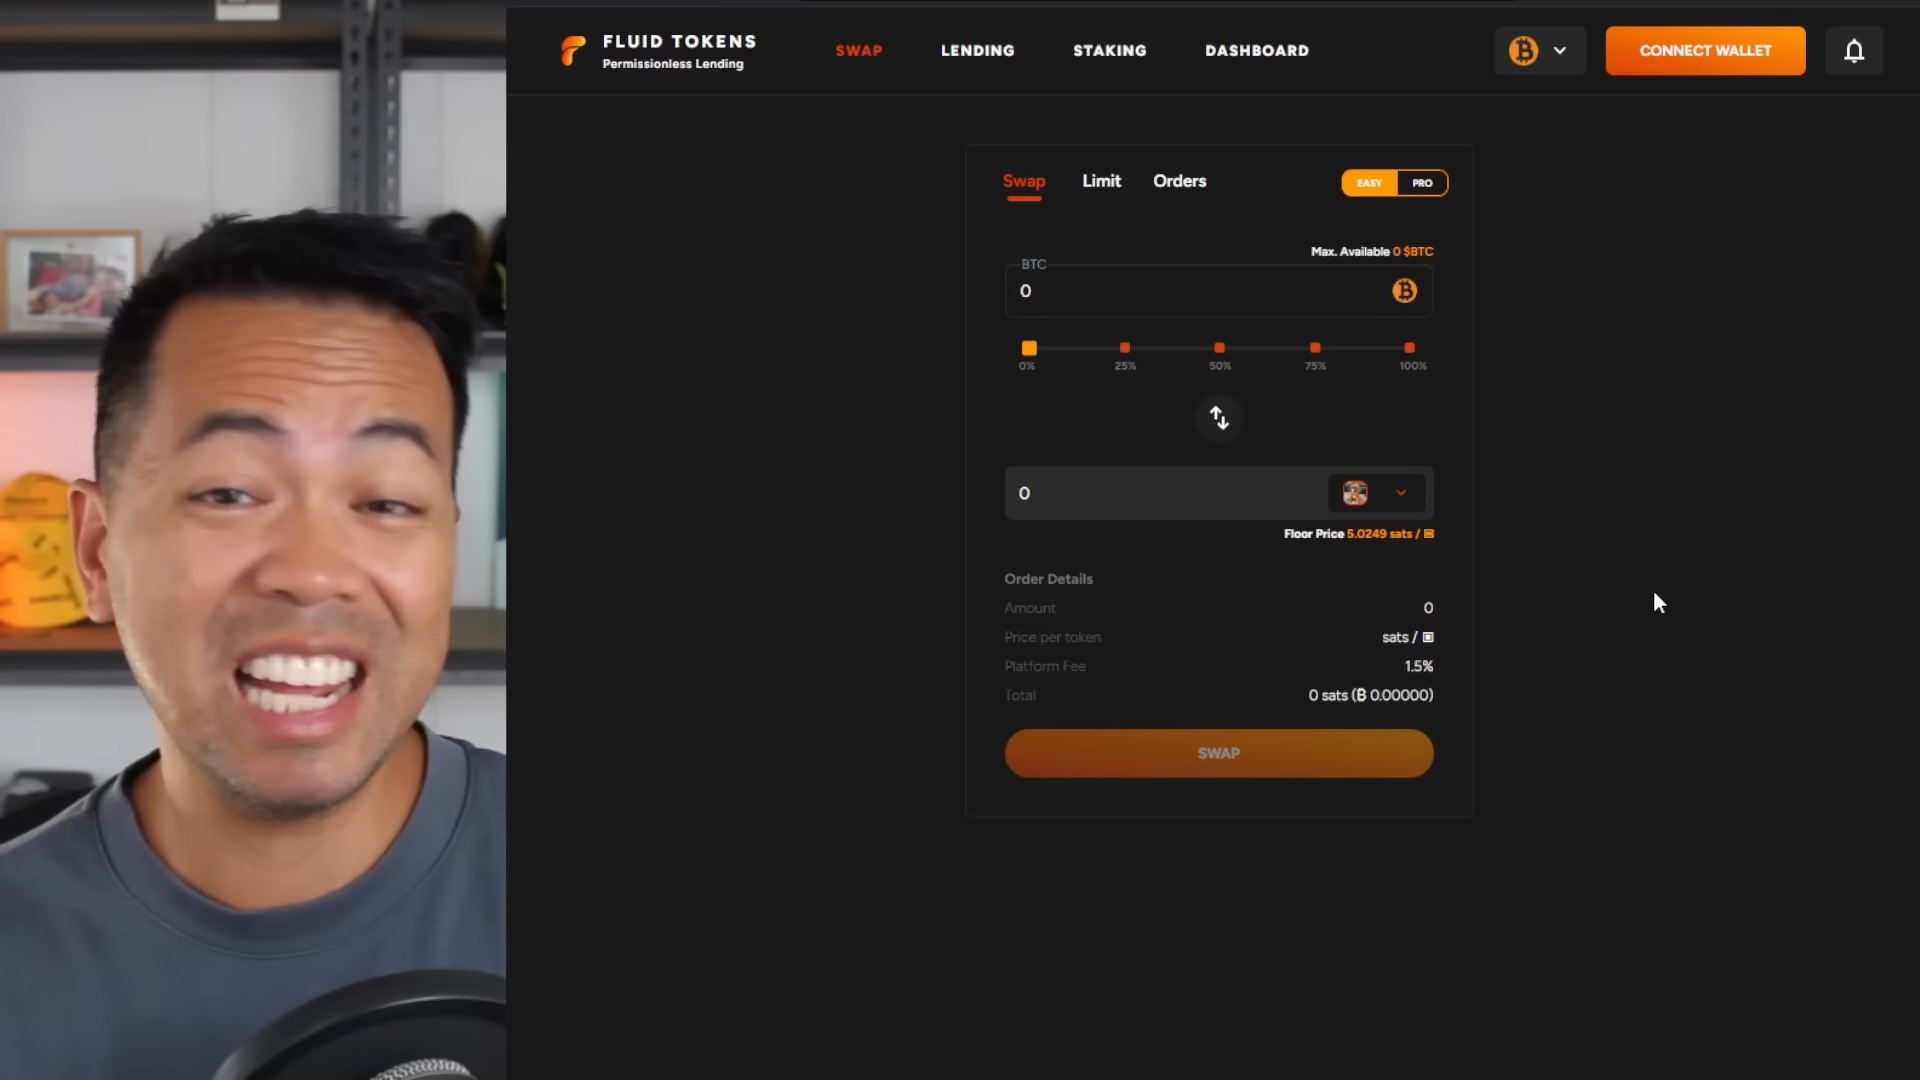 FLUID TOKENS
Permissionless Lending
SWAP
LENDING
STAKING
DASHBOARD
CONNECT WALLET
Swap
Limit
Orders
EASY
PRO
Max. Available 0 $BTC
BTC
0
0%
25%
50%
75%
100%
0
Floor Price 5.0249 sats /
Order Details
Amount
0
Price per token
sats /
Platform Fee
1.5%
Total
0 sats (₿ 0.00000)
SWAP